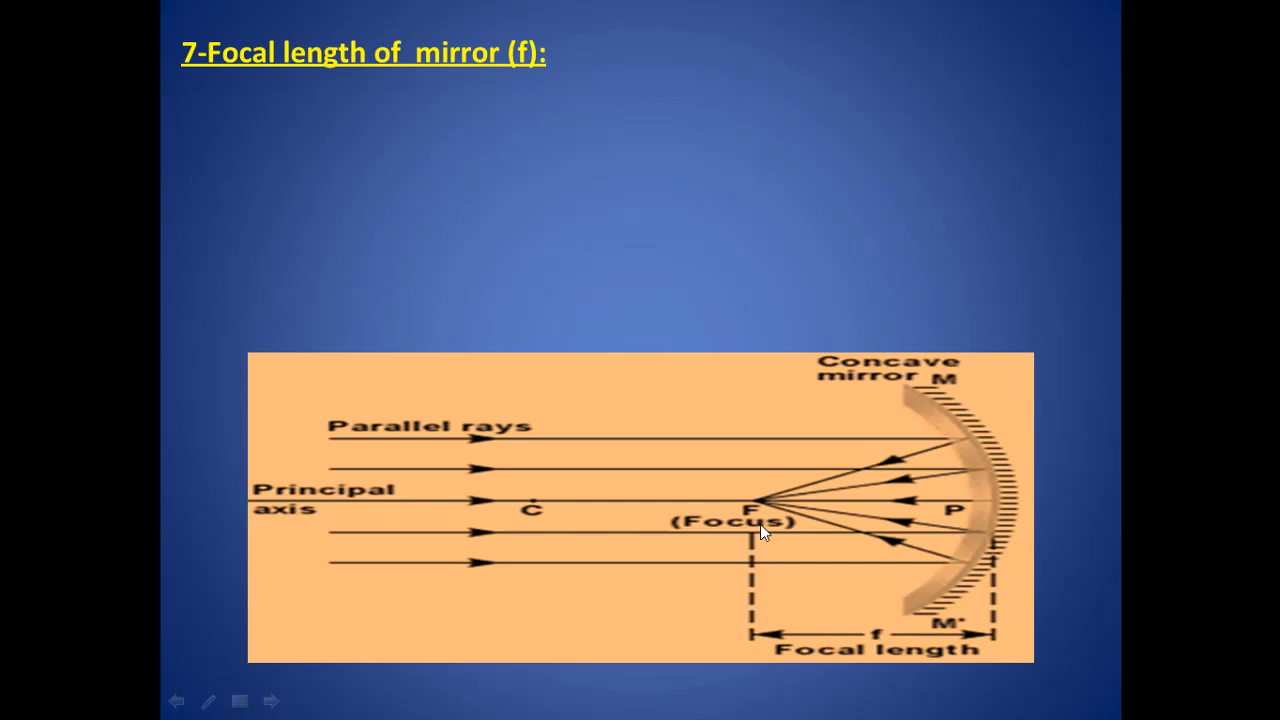 7-Focal length of  mirror (f):
Concave
mirror M
Parallel rays
Principal
axis
C
F
(Focus)
P
M'
f
Focal length